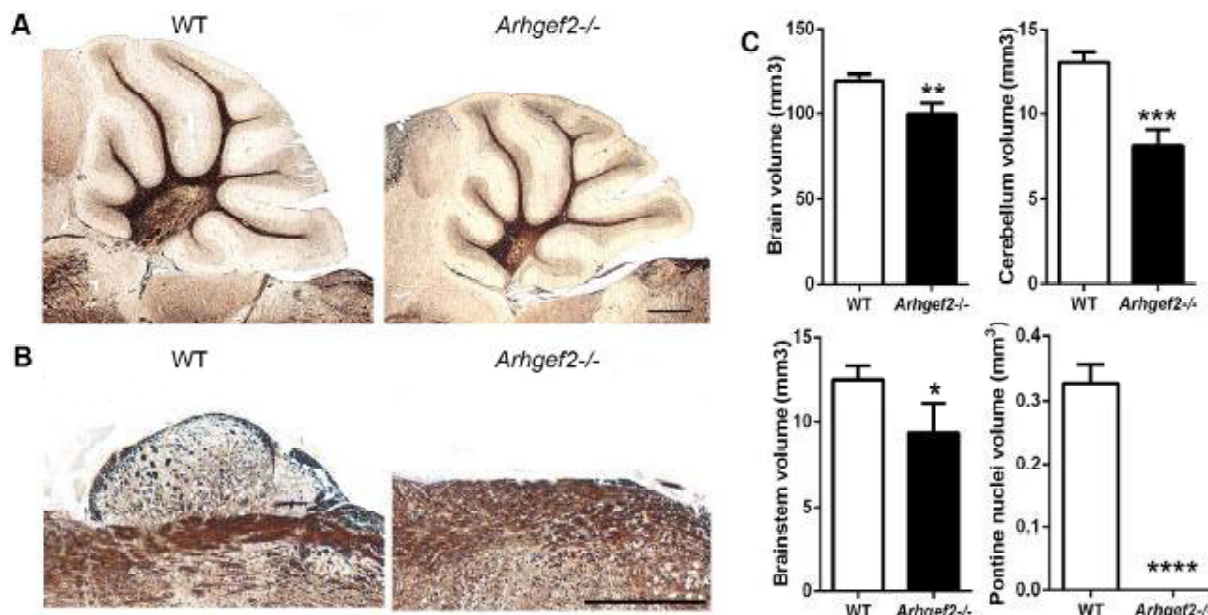 A
WT
Arhgef2-/-
B
WT
Arhgef2-/-
C
Brain volume (mm3)
150
100
50
0
**
WT
Arhgef2-/-
Cerebellum volume (mm3)
15
10
5
0
***
WT
Arhgef2-/-
Brainstem volume (mm3)
15
10
5
0
*
WT
Arhgef2-/-
Pontine nuclei volume (mm³)
0.4
0.3
0.2
0.1
0.0
****
WT
Arhgef2-/-